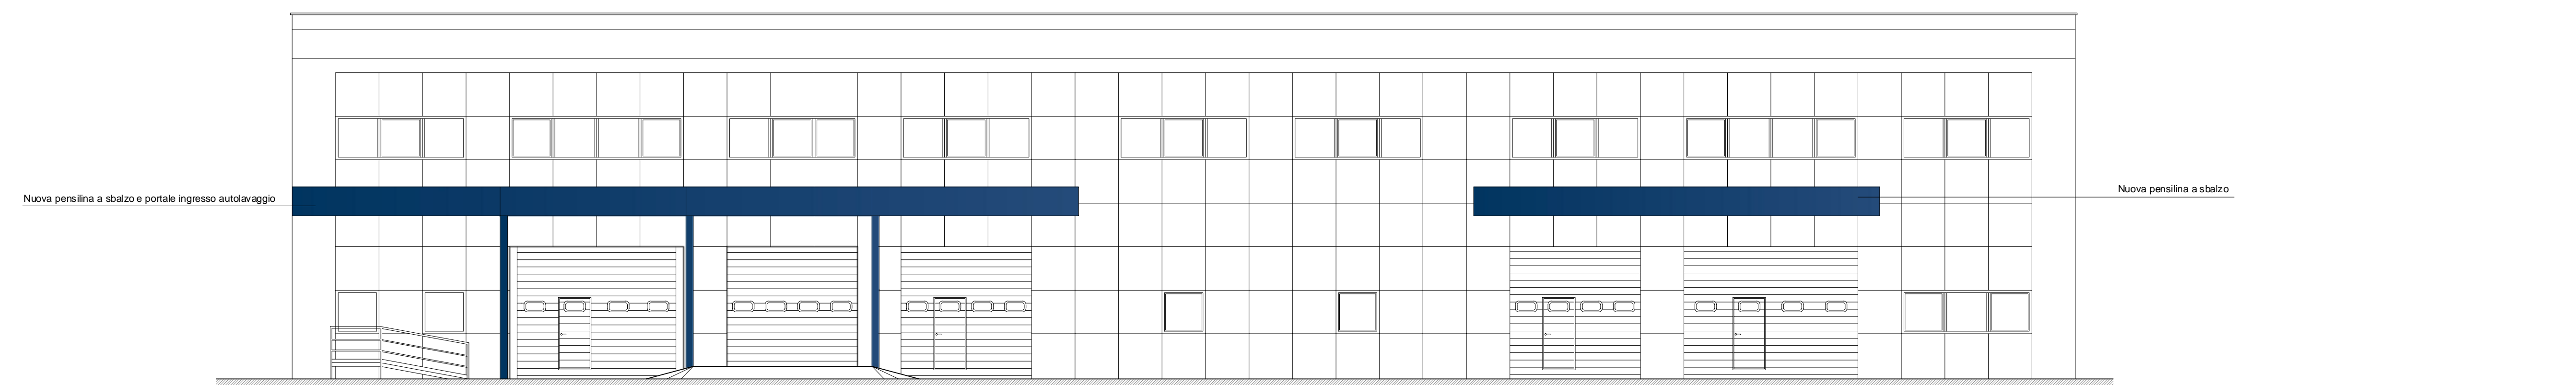 Nuova pensilina a sbalzo e portale ingresso autolavaggio
Nuova pensilina a sbalzo